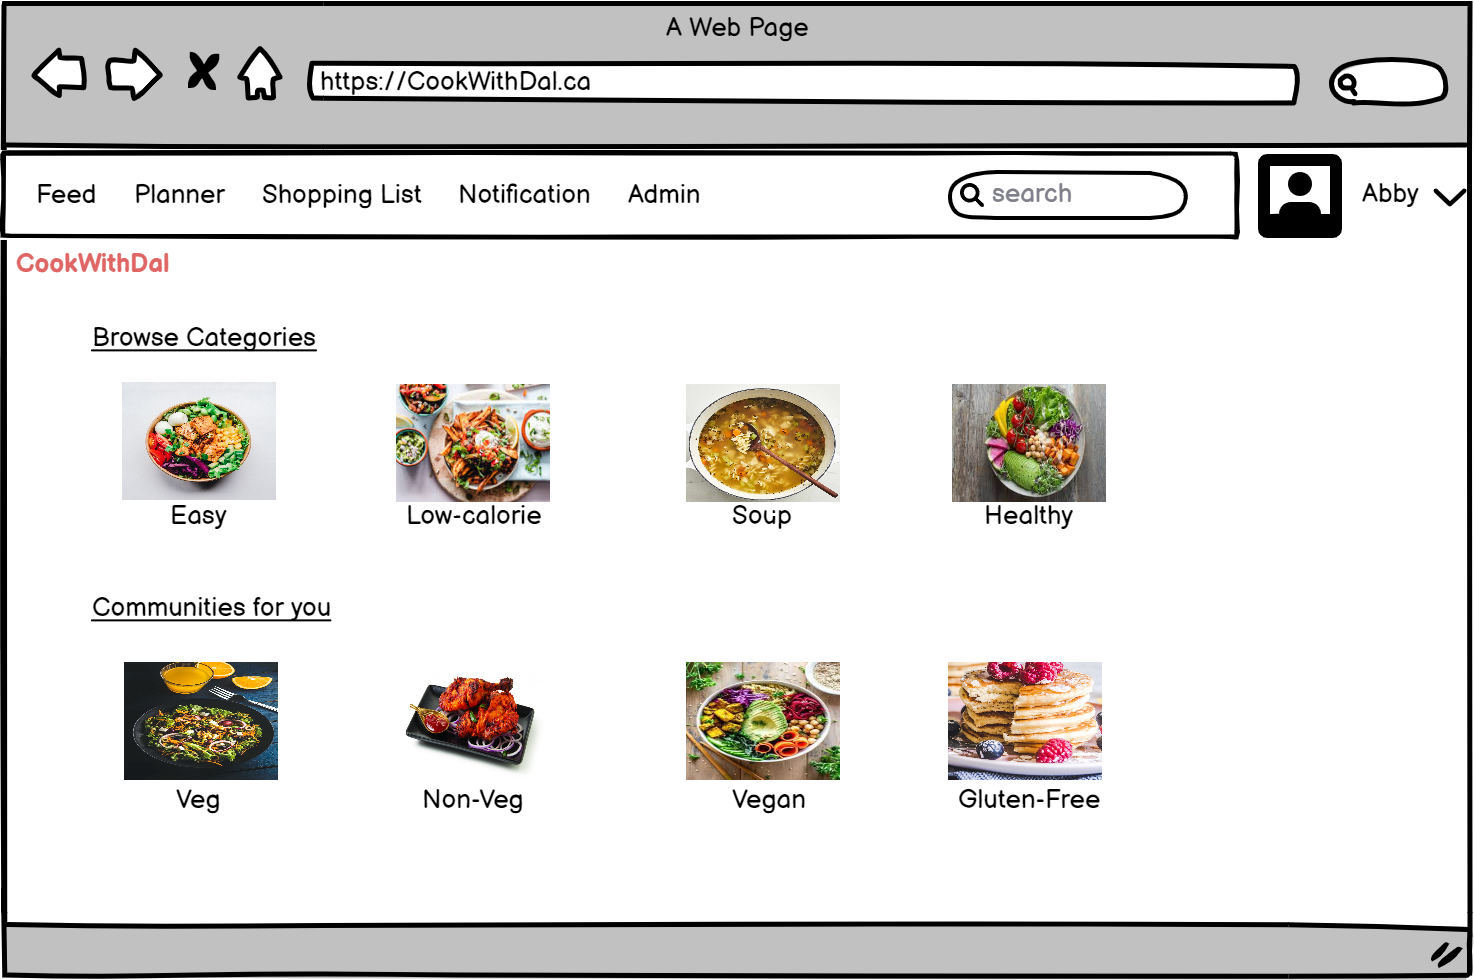 A Web Page
https://CookWithDal.ca
Feed Planner Shopping List Notification Admin search Abby
CookWithDal
Browse Categories
Easy Low-calorie Soup Healthy
Communities for you
Veg Non-Veg Vegan Gluten-Free